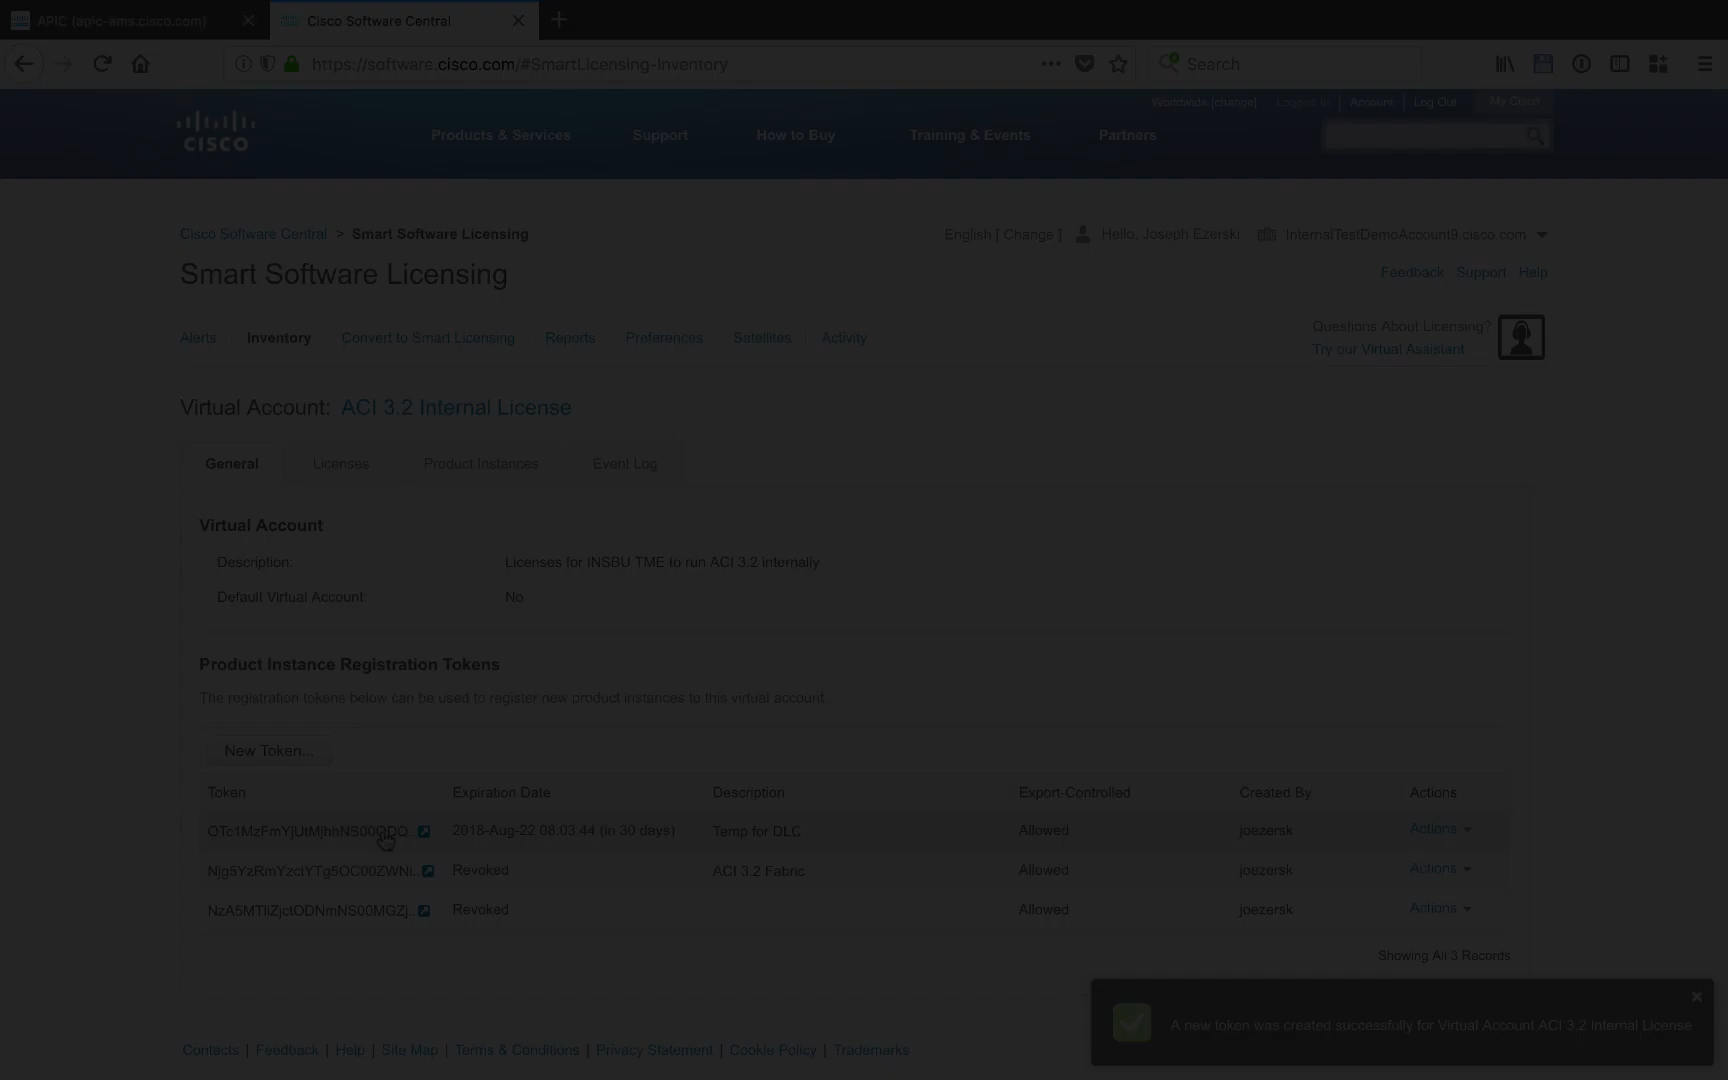 APIC (apic-ams.cisco.com)
Cisco Software Central
https://software.cisco.com/#SmartLicensing-Inventory
Search
Worldwide [change] Logged In Account Log Out My Cisco
CISCO
Products & Services Support How to Buy Training & Events Partners
Cisco Software Central > Smart Software Licensing
English [ Change ] Hello, Joseph Ezerski InternalTestDemoAccount9.cisco.com
Smart Software Licensing
Feedback Support Help
Alerts Inventory Convert to Smart Licensing Reports Preferences Satellites Activity
Questions About Licensing?
Try our Virtual Assistant
Virtual Account: ACI 3.2 Internal License
General Licenses Product Instances Event Log
Virtual Account
Description: Licenses for INSBU TME to run ACI 3.2 internally
Default Virtual Account: No
Product Instance Registration Tokens
The registration tokens below can be used to register new product instances to this virtual account.
New Token...
Token Expiration Date Description Export-Controlled Created By Actions
2018-Aug-22 08:03:44 (in 30 days) Temp for DLC Allowed joezersk Actions
Revoked ACI 3.2 Fabric Allowed joezersk Actions
Revoked Allowed joezersk Actions
Showing All 3 Records
A new token was created successfully for Virtual Account ACI 3.2 Internal License
Contacts | Feedback | Help | Site Map | Terms & Conditions | Privacy Statement | Cookie Policy | Trademarks